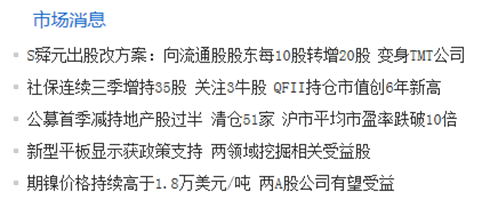 市场消息
S舜元出股改方案：向流通股股东每10股转增20股 变身TMT公司
社保连续三季增持35股 关注3牛股 QFII持仓市值创6年新高
公募首季减持地产股过半 清仓51家 沪市平均市盈率跌破10倍
新型平板显示获政策支持 两领域挖掘相关受益股
期镍价格持续高于1.8万美元/吨 两A股公司有望受益